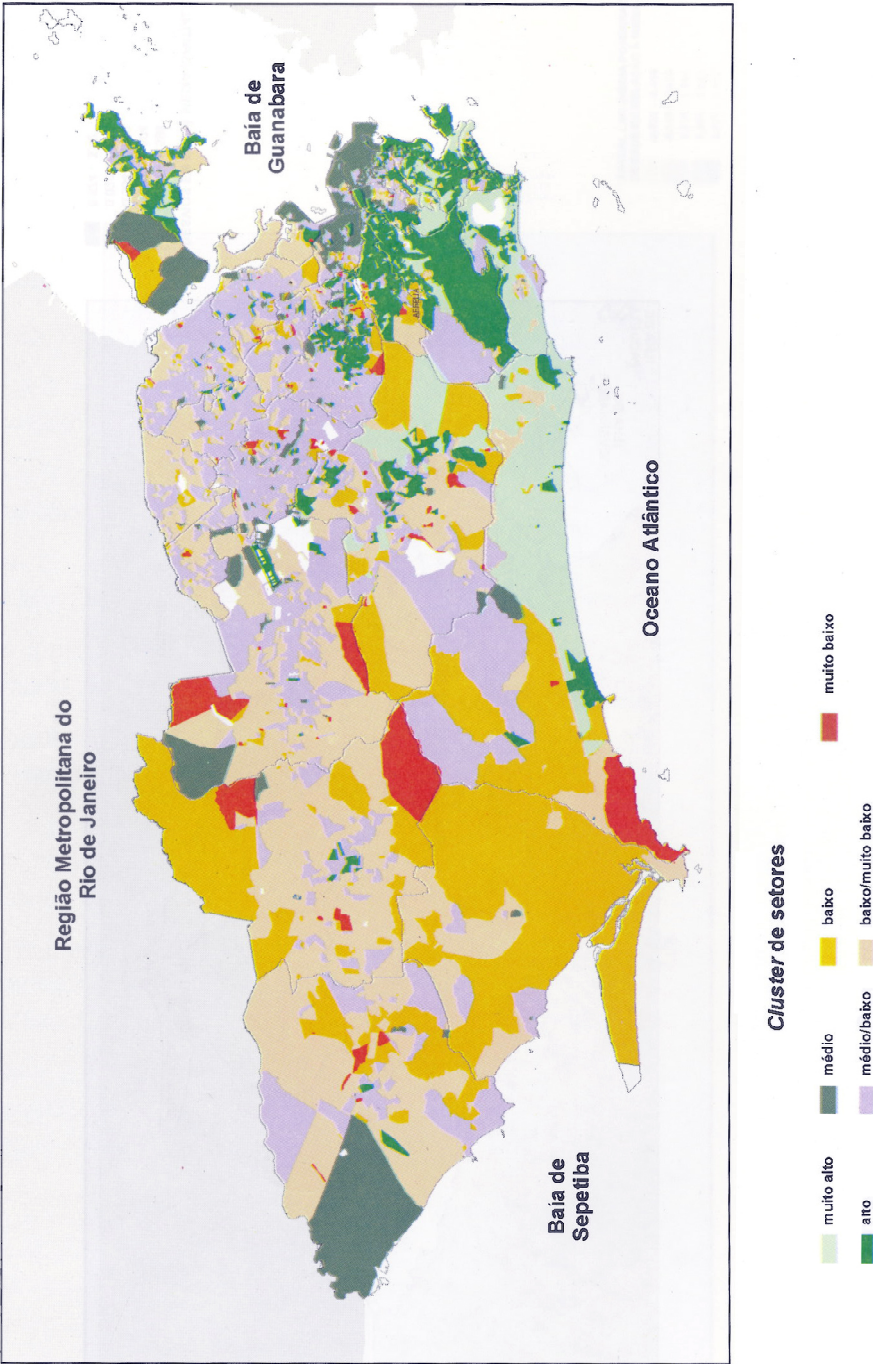 Região Metropolitana do
Rio de Janeiro
Baía de
Guanabara
Oceano Atlântico
Baía de
Sepetiba
Cluster de setores
muito alto
médio
baixo
muito baixo
alto
médio/baixo
baixo/muito baixo